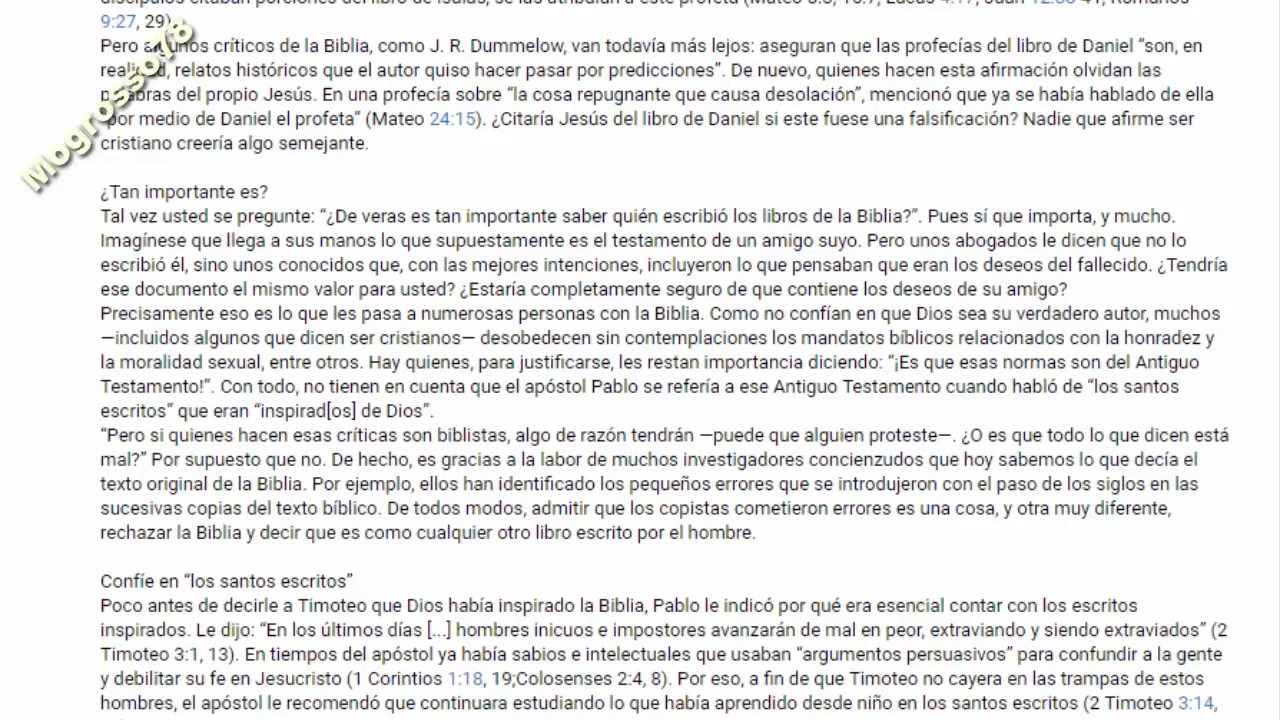 9:27, 29).
Pero algunos críticos de la Biblia, como J. R. Dummelow, van todavía más lejos: aseguran que las profecías del libro de Daniel “son, en
realidad, relatos históricos que el autor quiso hacer pasar por predicciones”. De nuevo, quienes hacen esta afirmación olvidan las
palabras del propio Jesús. En una profecía sobre “la cosa repugnante que causa desolación”, mencionó que ya se había hablado de ella
“por medio de Daniel el profeta” (Mateo 24:15). ¿Citaría Jesús del libro de Daniel si este fuese una falsificación? Nadie que afirme ser
cristiano creería algo semejante.
Mogrosso78
¿Tan importante es?
Tal vez usted se pregunte: “¿De veras es tan importante saber quién escribió los libros de la Biblia?”. Pues sí que importa, y mucho.
Imagínese que llega a sus manos lo que supuestamente es el testamento de un amigo suyo. Pero unos abogados le dicen que no lo
escribió él, sino unos conocidos que, con las mejores intenciones, incluyeron lo que pensaban que eran los deseos del fallecido. ¿Tendría
ese documento el mismo valor para usted? ¿Estaría completamente seguro de que contiene los deseos de su amigo?
Precisamente eso es lo que les pasa a numerosas personas con la Biblia. Como no confían en que Dios sea su verdadero autor, muchos
—incluidos algunos que dicen ser cristianos— desobedecen sin contemplaciones los mandatos bíblicos relacionados con la honradez y
la moralidad sexual, entre otros. Hay quienes, para justificarse, les restan importancia diciendo: “¡Es que esas normas son del Antiguo
Testamento!”. Con todo, no tienen en cuenta que el apóstol Pablo se refería a ese Antiguo Testamento cuando habló de “los santos
escritos” que eran “inspirad[os] de Dios”.
“Pero si quienes hacen esas críticas son biblistas, algo de razón tendrán —puede que alguien proteste—. ¿O es que todo lo que dicen está
mal?” Por supuesto que no. De hecho, es gracias a la labor de muchos investigadores concienzudos que hoy sabemos lo que decía el
texto original de la Biblia. Por ejemplo, ellos han identificado los pequeños errores que se introdujeron con el paso de los siglos en las
sucesivas copias del texto bíblico. De todos modos, admitir que los copistas cometieron errores es una cosa, y otra muy diferente,
rechazar la Biblia y decir que es como cualquier otro libro escrito por el hombre.
Confíe en “los santos escritos”
Poco antes de decirle a Timoteo que Dios había inspirado la Biblia, Pablo le indicó por qué era esencial contar con los escritos
inspirados. Le dijo: “En los últimos días [...] hombres inicuos e impostores avanzarán de mal en peor, extraviando y siendo extraviados” (2
Timoteo 3:1, 13). En tiempos del apóstol ya había sabios e intelectuales que usaban “argumentos persuasivos” para confundir a la gente
y debilitar su fe en Jesucristo (1 Corintios 1:18, 19;Colosenses 2:4, 8). Por eso, a fin de que Timoteo no cayera en las trampas de estos
hombres, el apóstol le recomendó que continuara estudiando lo que había aprendido desde niño en los santos escritos (2 Timoteo 3:14,